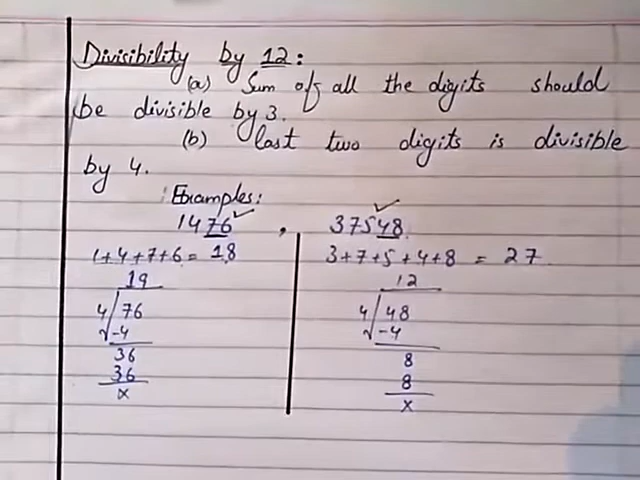 Divisibility by 12:
(a) Sum of all the digits should
be divisible by 3.
(b) last two digits is divisible
by 4.
Examples:
1476 ✓ , 37548 ✓
1+4+7+6 = 18 3+7+5+4+8 = 27
19 12
4√76 4√48
-4 -4
36 8
36 8
x x